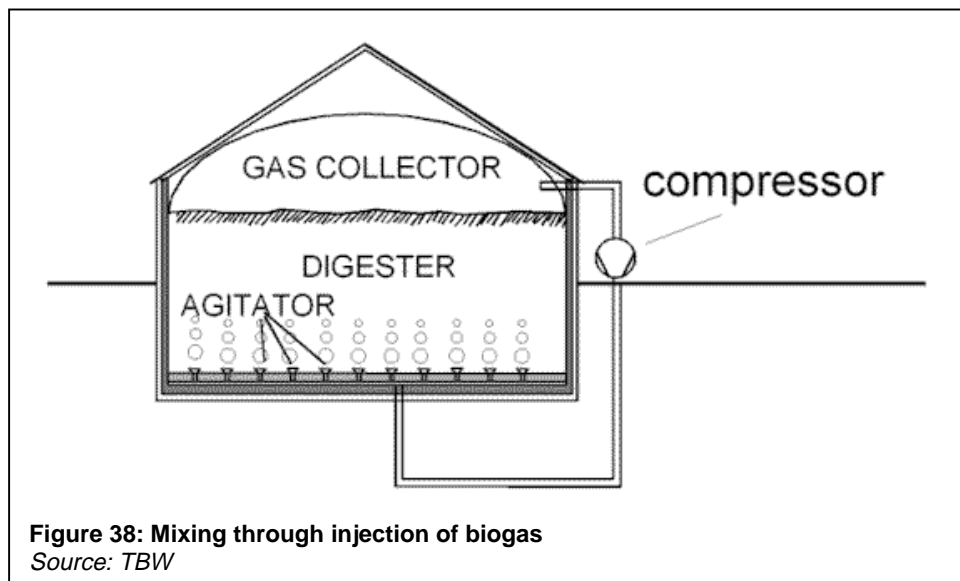 GAS COLLECTOR
compressor
DIGESTER
AGITATOR
Figure 38: Mixing through injection of biogas
Source: TBW